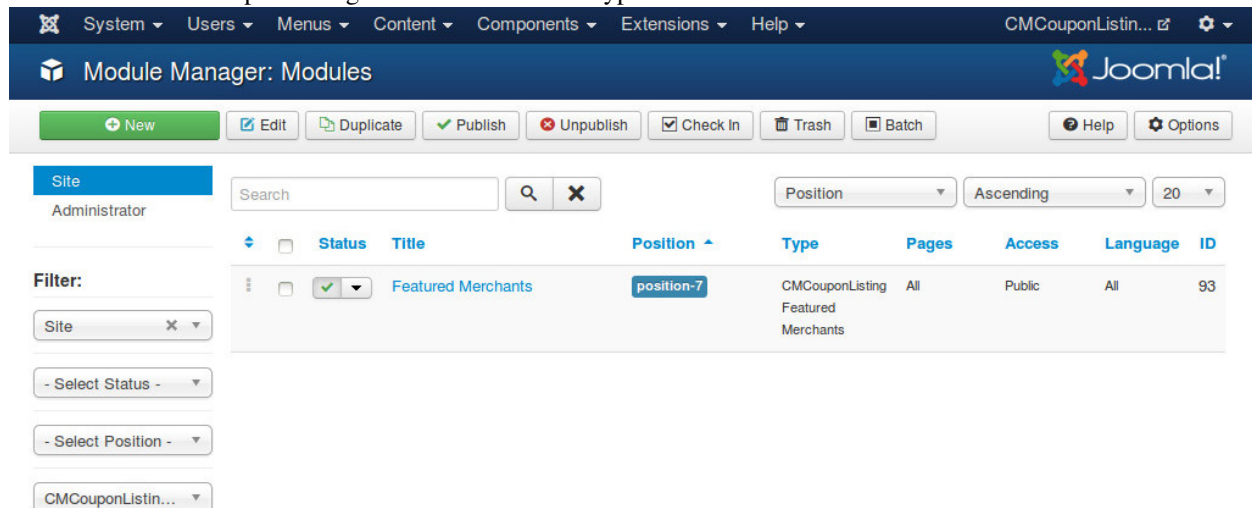 System Users Menus Content Components Extensions Help CMCouponListin...
Module Manager: Modules Joomla!
New Edit Duplicate Publish Unpublish Check In Trash Batch Help Options
Site
Administrator
Search Position Ascending 20
Status Title Position Type Pages Access Language ID
Filter:
Featured Merchants position-7 CMCouponListing All Public All 93
Featured
Merchants
Site
- Select Status -
- Select Position -
CMCouponListin...